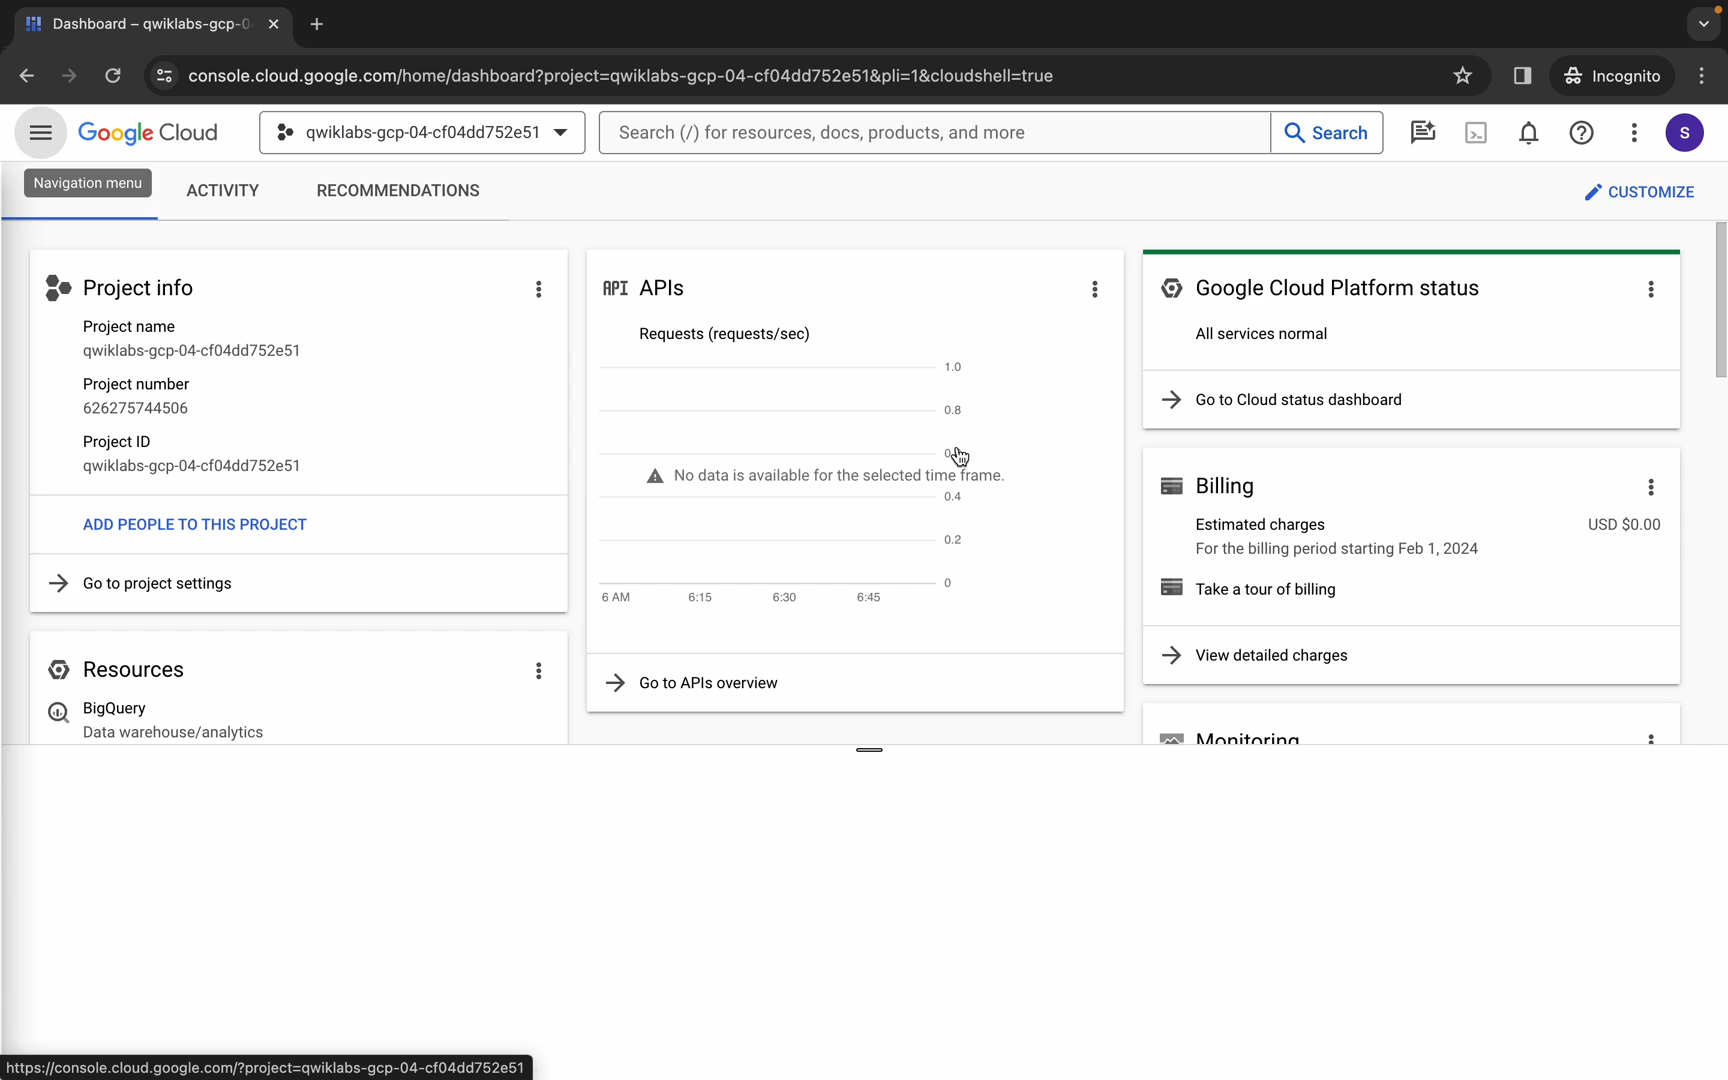 Dashboard – qwiklabs-gcp-0
console.cloud.google.com/home/dashboard?project=qwiklabs-gcp-04-cf04dd752e51&pli=1&cloudshell=true
Incognito
Google Cloud
qwiklabs-gcp-04-cf04dd752e51
Search (/) for resources, docs, products, and more
Search
S
Navigation menu
ACTIVITY
RECOMMENDATIONS
CUSTOMIZE
Project info
Project name
qwiklabs-gcp-04-cf04dd752e51
Project number
626275744506
Project ID
qwiklabs-gcp-04-cf04dd752e51
ADD PEOPLE TO THIS PROJECT
Go to project settings
Resources
BigQuery
Data warehouse/analytics
API APIs
Requests (requests/sec)
1.0
0.8
No data is available for the selected time frame.
0.4
0.2
0
6 AM 6:15 6:30 6:45
Go to APIs overview
Google Cloud Platform status
All services normal
Go to Cloud status dashboard
Billing
Estimated charges USD $0.00
For the billing period starting Feb 1, 2024
Take a tour of billing
View detailed charges
Monitoring
https://console.cloud.google.com/?project=qwiklabs-gcp-04-cf04dd752e51